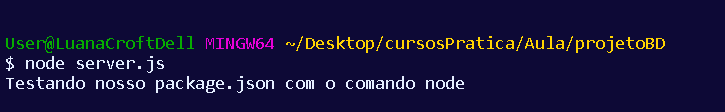 User@LuanaCroftDell MINGW64 ~/Desktop/cursosPratica/Aula/projetoBD
$ node server.js
Testando nosso package.json com o comando node